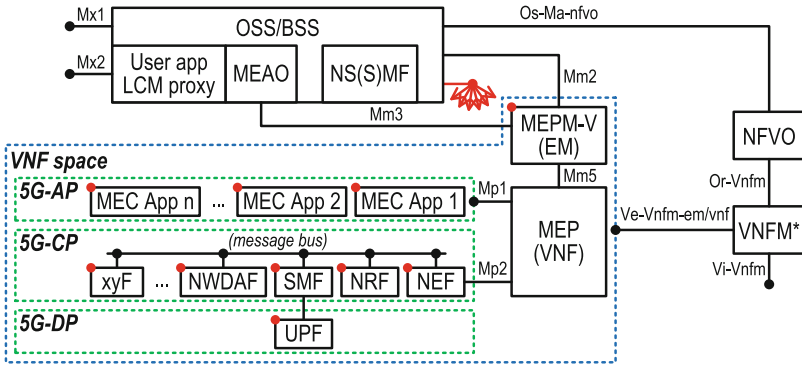 Mx1
OSS/BSS
Os-Ma-nfvo
Mx2
User app
LCM proxy
MEAO
NS(S)MF
Mm2
Mm3
MEPM-V
(EM)
NFVO
VNF space
Mm5
Or-Vnfm
5G-AP
MEC App n
...
MEC App 2
MEC App 1
Mp1
MEP
(VNF)
Ve-Vnfm-em/vnf
VNFM*
5G-CP
(message bus)
xyF
...
NWDAF
SMF
NRF
NEF
Mp2
Vi-Vnfm
5G-DP
UPF